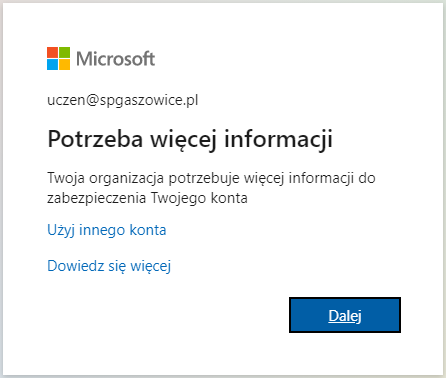 Microsoft
uczen@spgaszowice.pl
Potrzeba więcej informacji
Twoja organizacja potrzebuje więcej informacji do
zabezpieczenia Twojego konta
Użyj innego konta
Dowiedz się więcej
Dalej